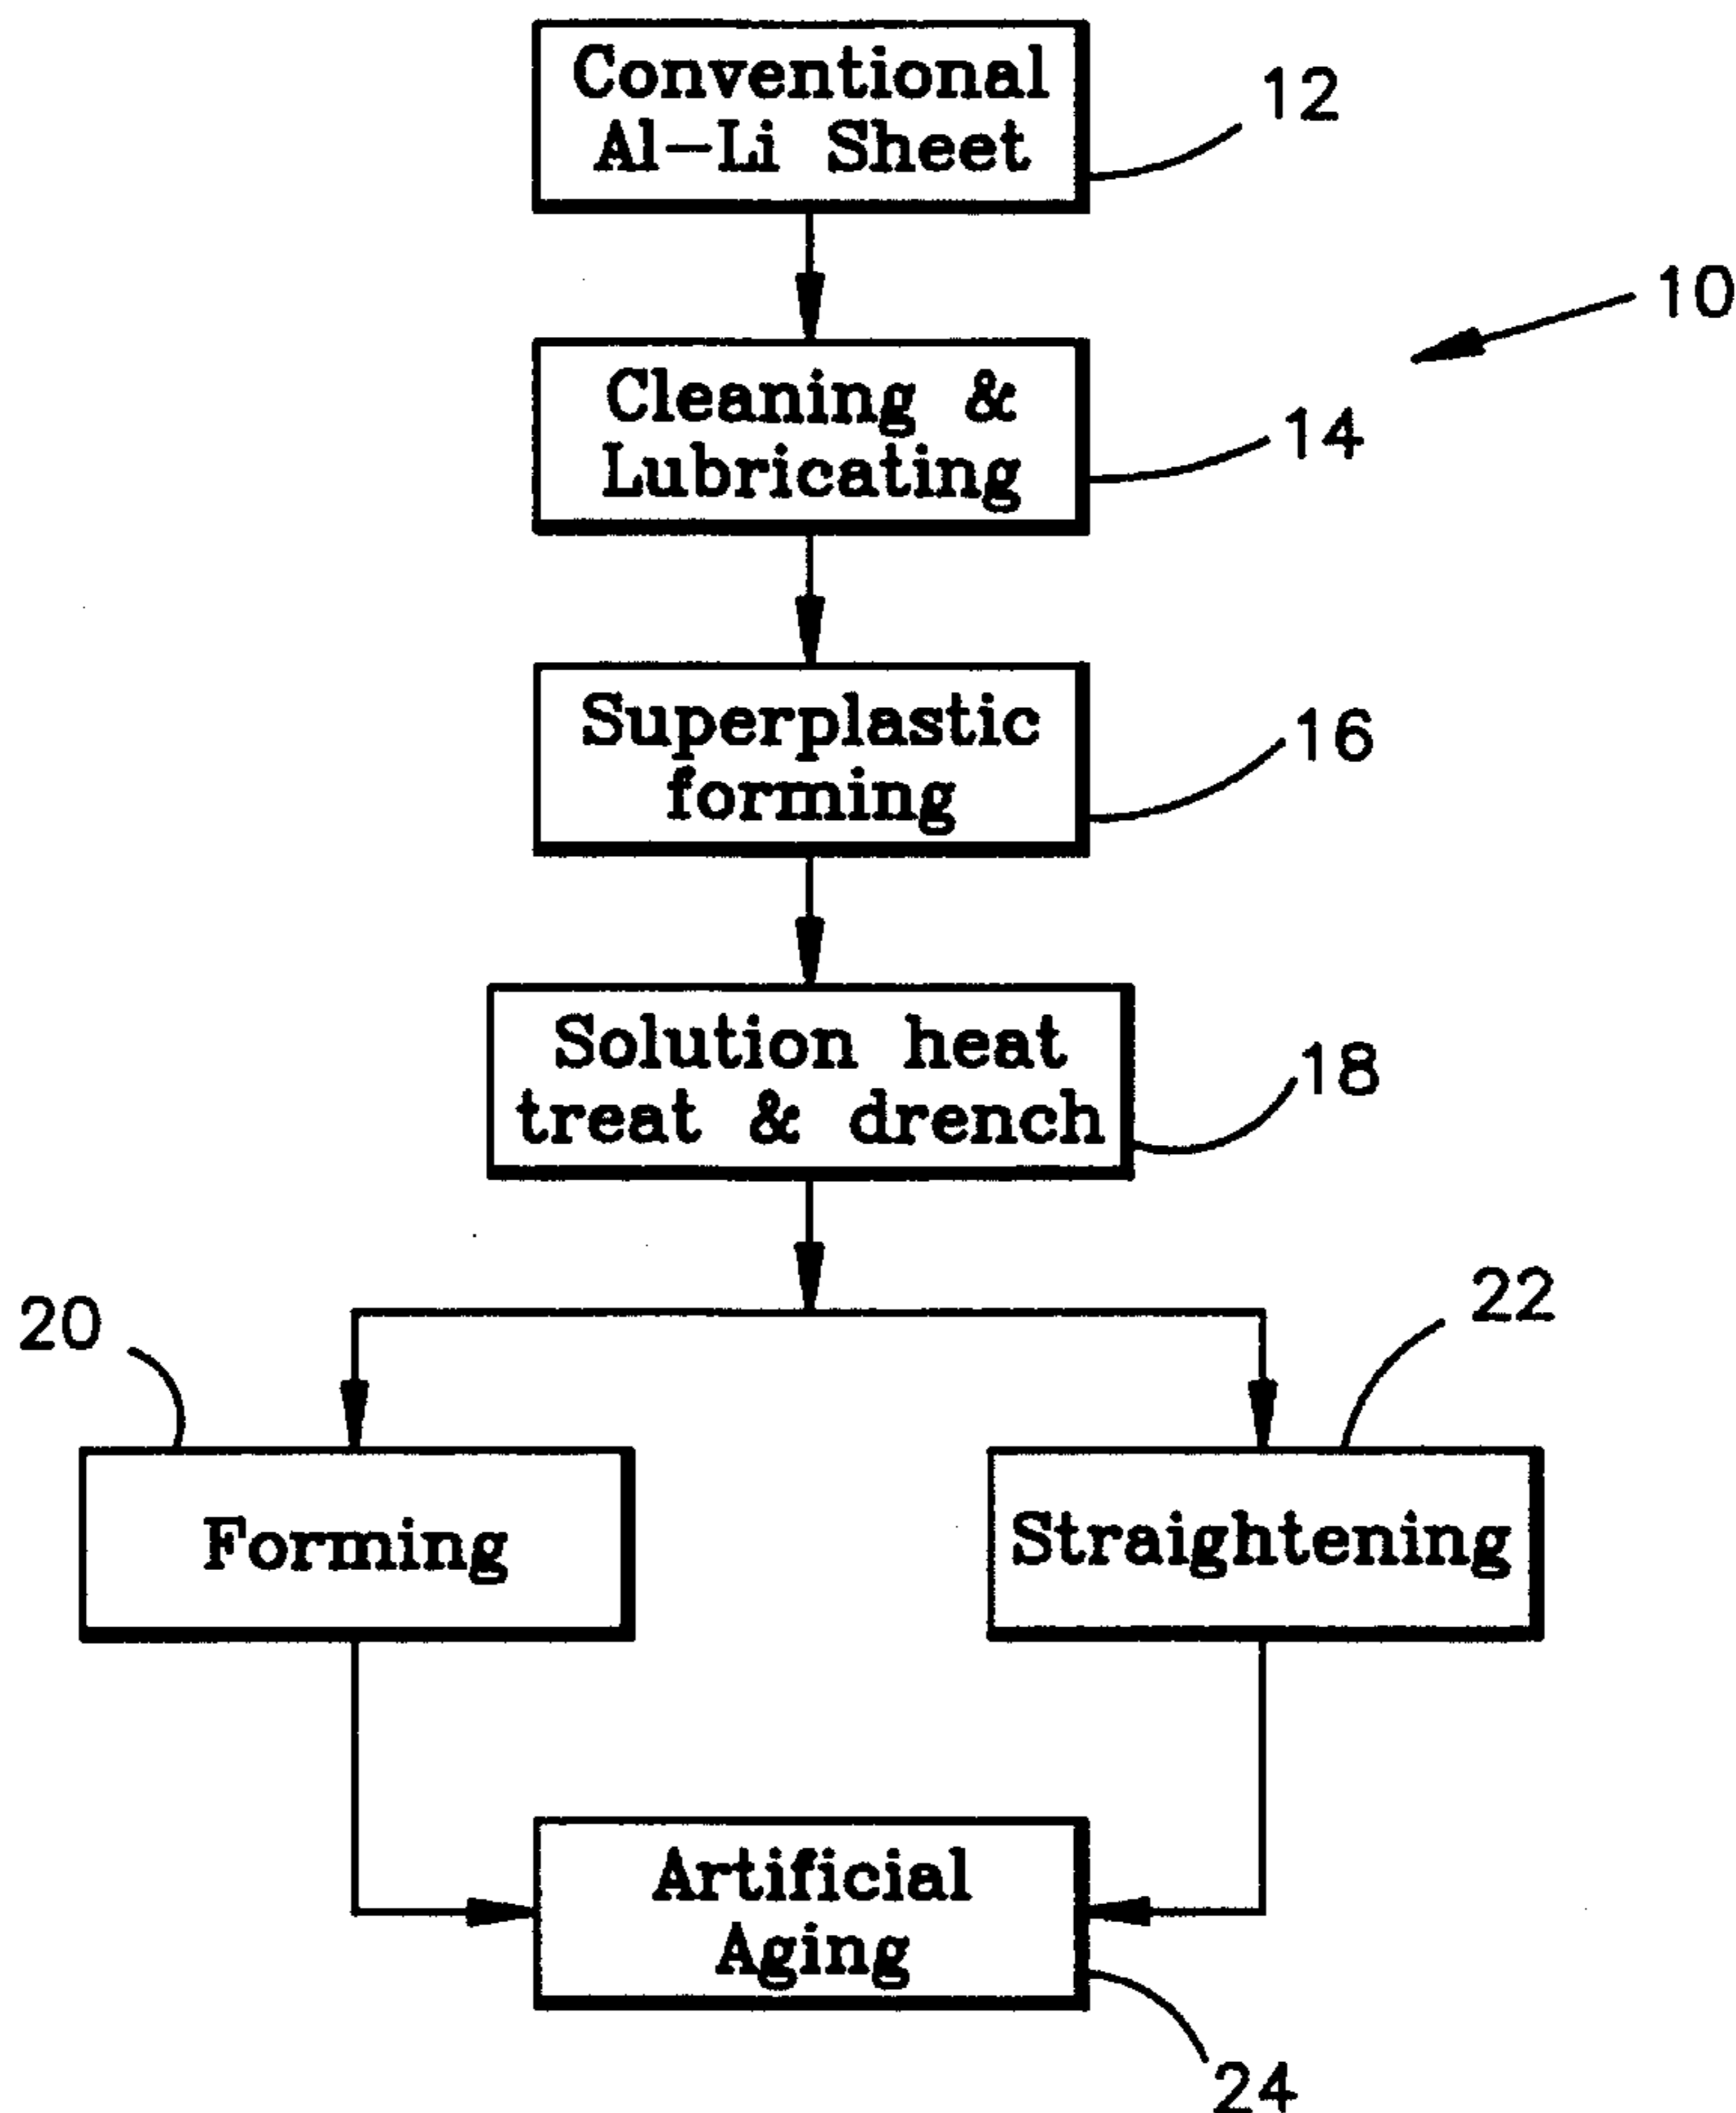 Conventional
Al-Li Sheet
12
10
Cleaning &
Lubricating
14
Superplastic
forming
16
Solution heat
treat & drench
18
20
22
Forming
Straightening
Artificial
Aging
24